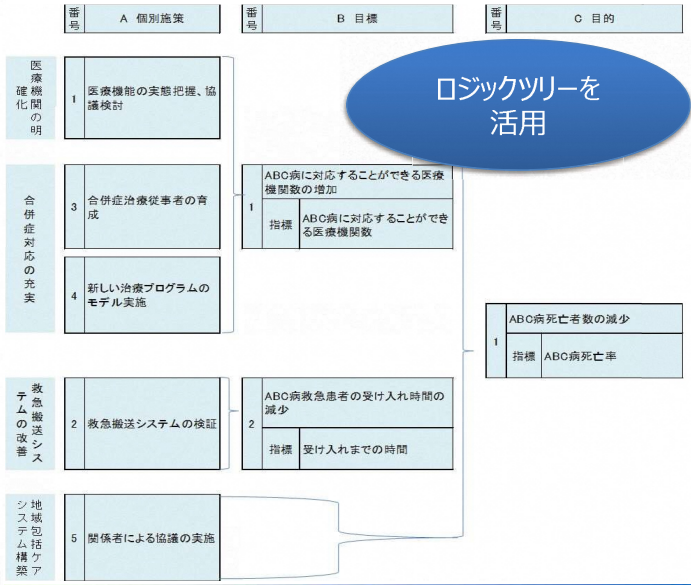 番号 A 個別施策 番号 B 目標 番号 C 目的
ロジックツリーを
活用
医療機関の明確化
1 医療機能の実態把握、協
議検討
合併症対応の充実
3 合併症治療従事者の育
成
4 新しい治療プログラムの
モデル実施
1 ABC病に対応することができる医療
機関数の増加
指標 ABC病に対応することができ
る医療機関数
1 ABC病死亡者数の減少
指標 ABC病死亡率
救急搬送システムの改善
2 救急搬送システムの検証
2 ABC病救急患者の受け入れ時間の
減少
指標 受け入れまでの時間
地域包括ケアシステム構築
5 関係者による協議の実施